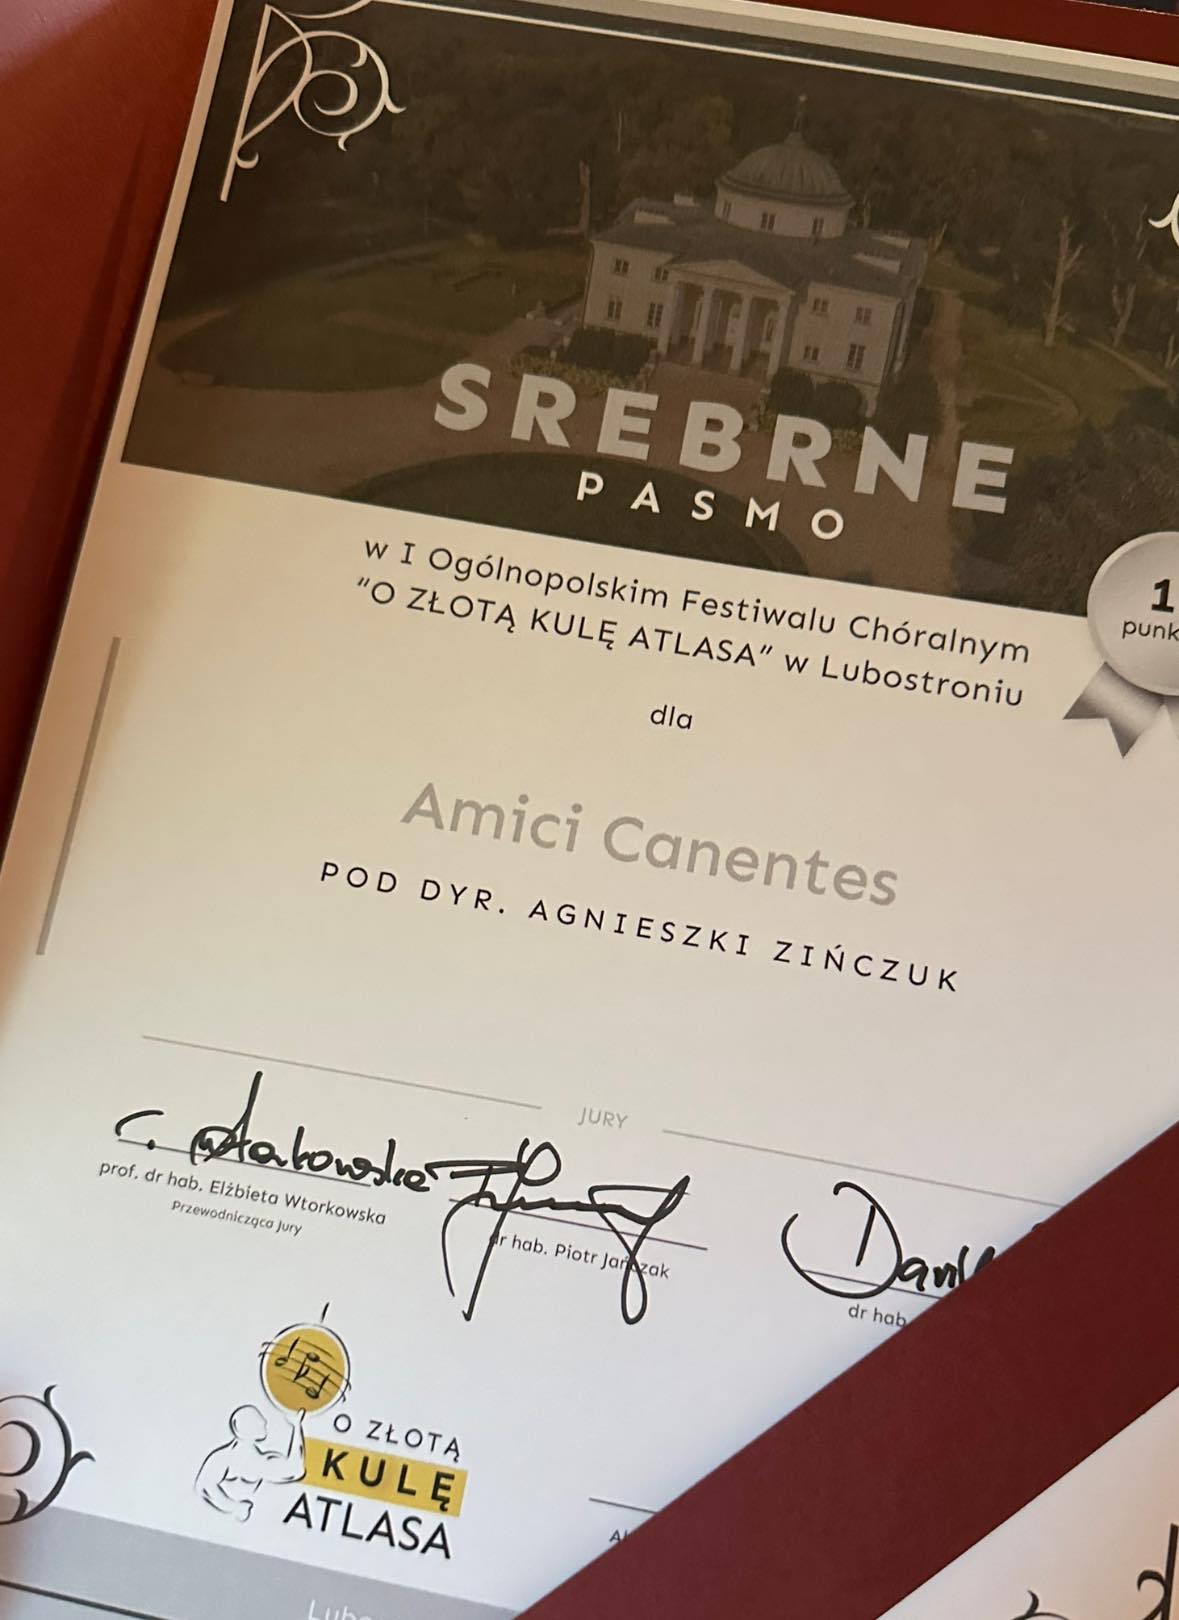 SREBRNE
PASMO
w I Ogólnopolskim Festiwalu Chóralnym
"O ZŁOTĄ KULĘ ATLASA" w Lubostroniu
dla
Amici Canentes
POD DYR. AGNIESZKI ZIŃCZUK
JURY
prof. dr hab. Elżbieta Wtorkowska
Przewodnicząca Jury
dr hab. Piotr Jańczak
dr hab.
O ZŁOTĄ
KULĘ
ATLASA